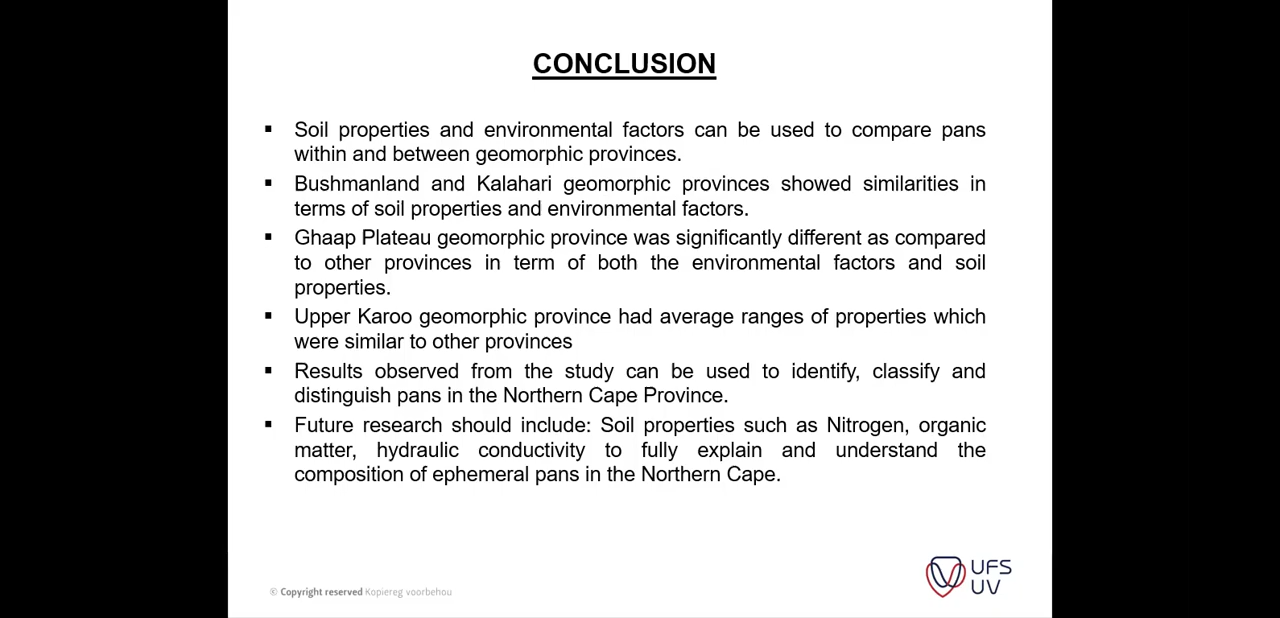 CONCLUSION
▪ Soil properties and environmental factors can be used to compare pans
within and between geomorphic provinces.
▪ Bushmanland and Kalahari geomorphic provinces showed similarities in
terms of soil properties and environmental factors.
▪ Ghaap Plateau geomorphic province was significantly different as compared
to other provinces in term of both the environmental factors and soil
properties.
▪ Upper Karoo geomorphic province had average ranges of properties which
were similar to other provinces
▪ Results observed from the study can be used to identify, classify and
distinguish pans in the Northern Cape Province.
▪ Future research should include: Soil properties such as Nitrogen, organic
matter, hydraulic conductivity to fully explain and understand the
composition of ephemeral pans in the Northern Cape.
© Copyright reserved Kopiereg voorbehou
UFS
UV